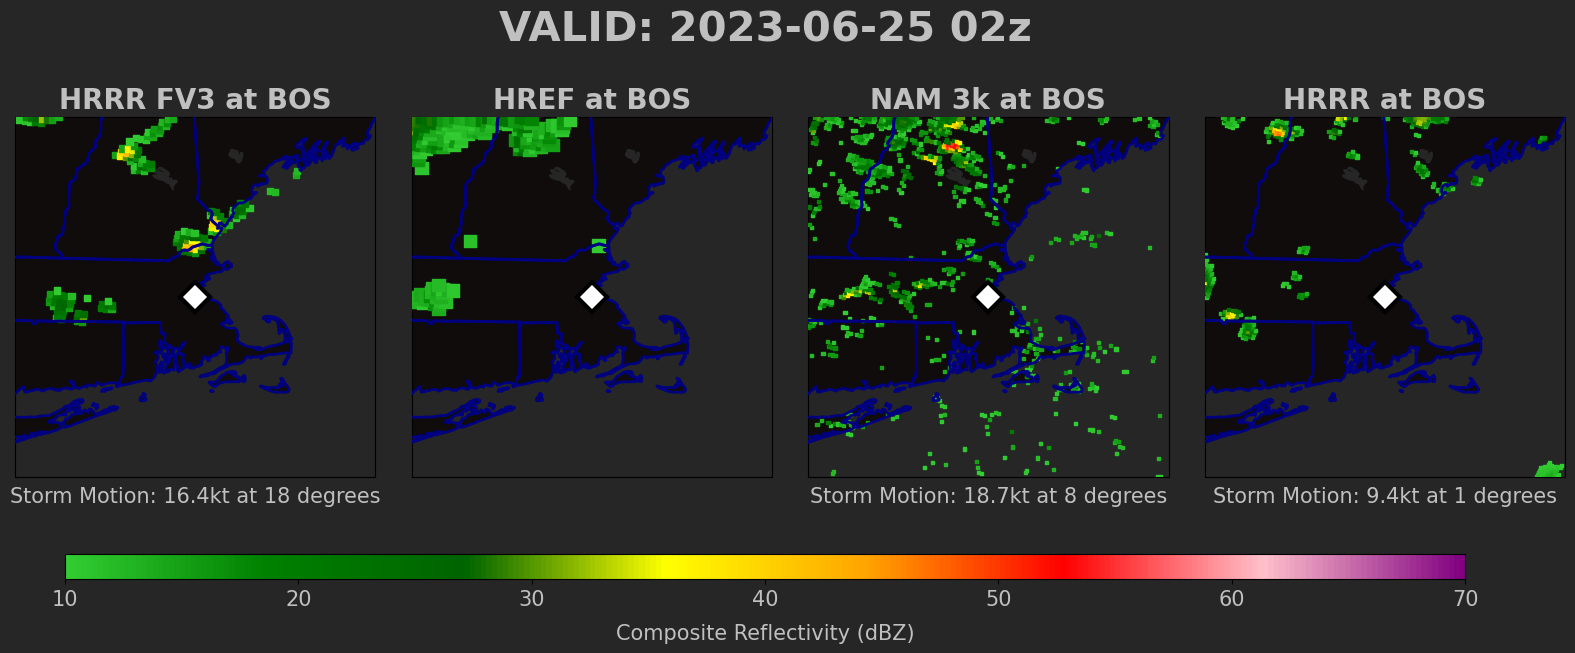 VALID: 2023-06-25 02z
HRRR FV3 at BOS
HREF at BOS
NAM 3k at BOS
HRRR at BOS
Storm Motion: 16.4kt at 18 degrees
Storm Motion: 18.7kt at 8 degrees
Storm Motion: 9.4kt at 1 degrees
10 20 30 40 50 60 70
Composite Reflectivity (dBZ)